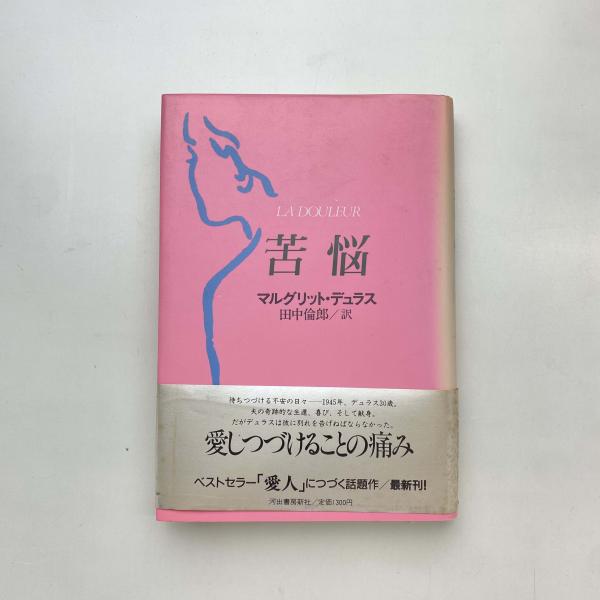 LA DOULEUR
苦悩
マルグリット・デュラス
田中倫郎／訳
待ちつづける不安の日々——1945年、デュラス30歳。
夫の奇跡的な生還、喜び、そして献身。
だがデュラスは彼に別れを告げねばならなかった。
愛しつづけることの痛み
ベストセラー「愛人」につづく話題作／最新刊!
河出書房新社／定価1300円